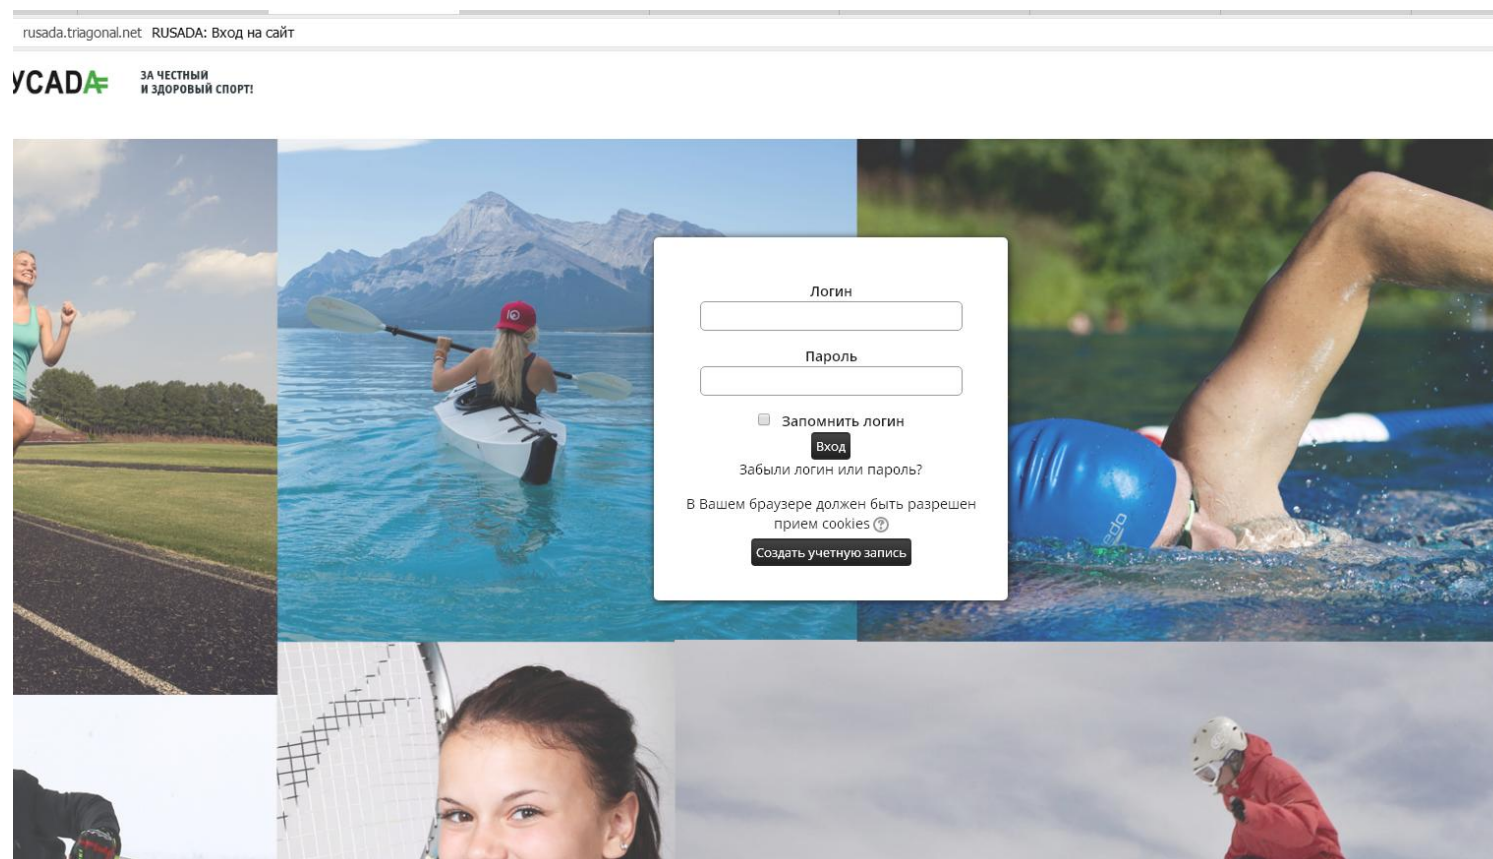 rusada.triagonal.net RUSADA: Вход на сайт
УСАDA
ЗА ЧЕСТНЫЙ
И ЗДОРОВЫЙ СПОРТ!
Логин
Пароль
Запомнить логин
Вход
Забыли логин или пароль?
В Вашем браузере должен быть разрешен
прием cookies
Создать учетную запись